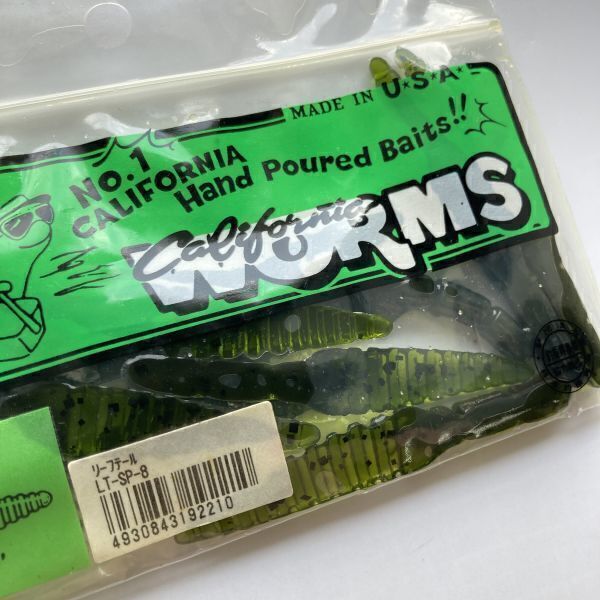 MADE IN U★S★A★
NO.1
CALIFORNIA
Hand Poured Baits!!
California
WORMS
リーフテール
LT-SP-8
4930843192210